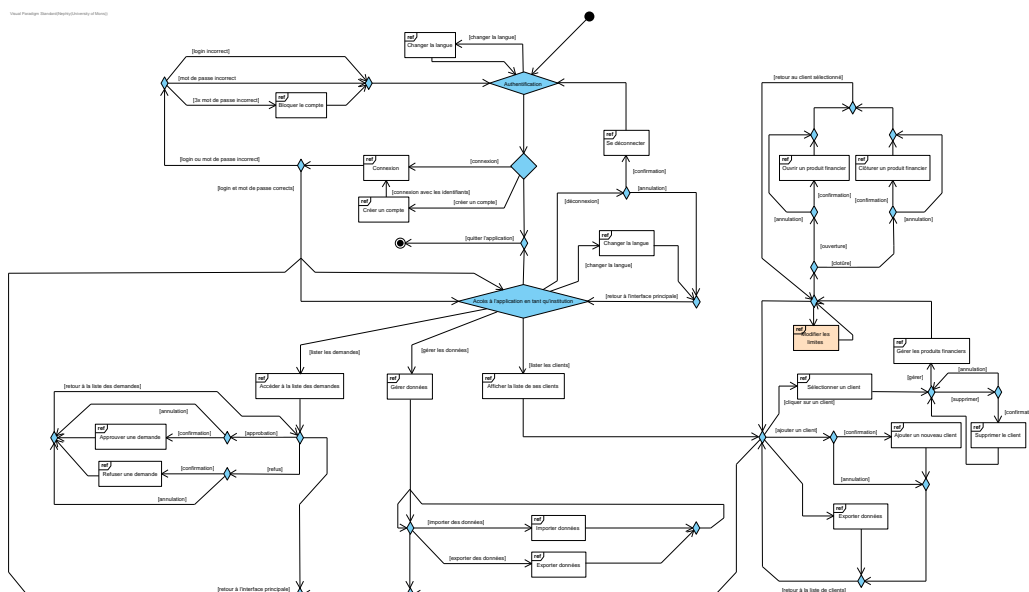 Visual Paradigm Standard(Nephi(University of Mons))
[changer la langue]
ref
Changer la langue
[login incorrect]
[mot de passe incorrect
[3x mot de passe incorrect]
ref
Bloquer le compte
Authentification
[retour au client sélectionné]
ref
Se déconnecter
[confirmation]
[annulation]
[déconnexion]
[login ou mot de passe incorrect]
ref
Connexion
[connexion]
[login et mot de passe corrects]
[connexion avec les identifiants]
[créer un compte]
ref
Créer un compte
[quitter l'application]
ref
Changer la langue
[changer la langue]
ref
Ouvrir un produit financier
ref
Clôturer un produit financier
[confirmation]
[confirmation]
[annulation]
[annulation]
[ouverture]
[clotûre]
Accès à l'application en tant qu'institution
[retour à l'interface principale]
ref
Modifier les
limites
ref
Gérer les produits financiers
[lister les demandes]
[gérer les données]
[lister les clients]
[retour à la liste des demandes]
ref
Accéder à la liste des demandes
ref
Gérer données
ref
Afficher la liste de ses clients
ref
Sélectionner un client
[cliquer sur un client]
[gérer]
[annulation]
[supprimer]
[confirmat
[annulation]
ref
Approuver une demande
[confirmation]
[approbation]
ref
Refuser une demande
[confirmation]
[refus]
[annulation]
[ajouter un client]
[confirmation]
ref
Ajouter un nouveau client
ref
Supprimer le client
[annulation]
[importer des données]
ref
Importer données
[exporter des données]
ref
Exporter données
ref
Exporter données
[retour à l'interface principale]
[retour à la liste de clients]